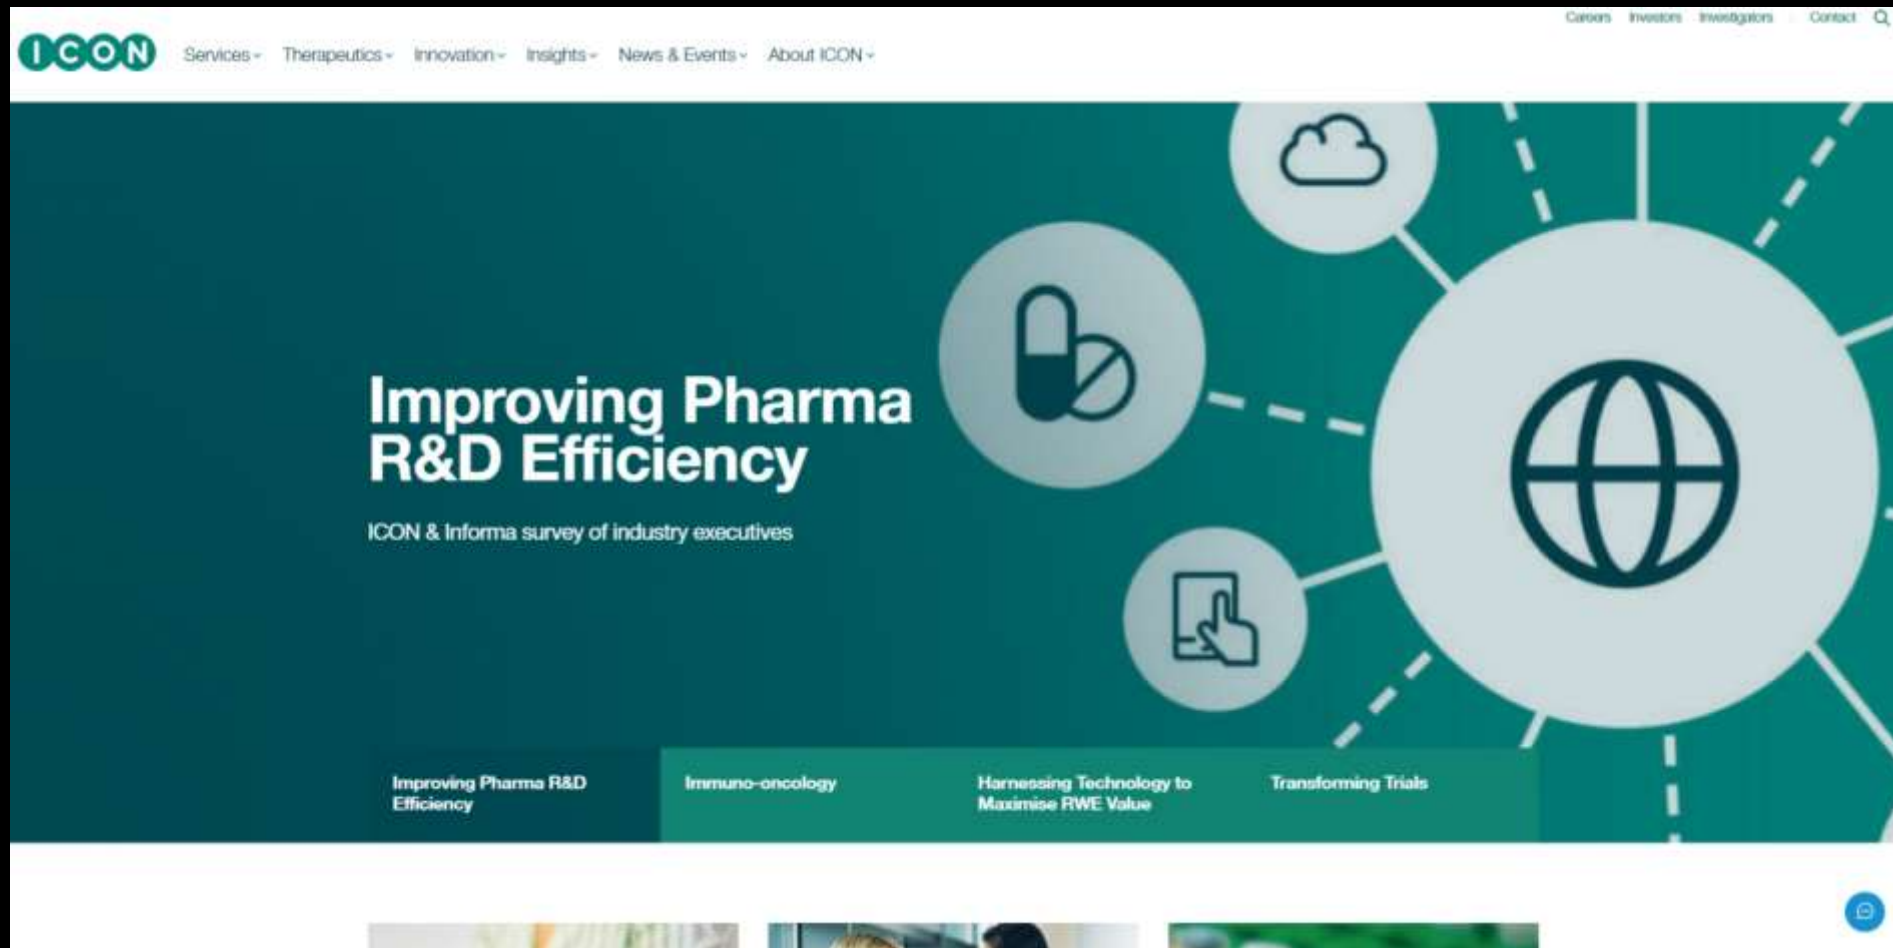 Careers Investors Investigators Contact
ICON Services Therapeutics Innovation Insights News & Events About ICON
Improving Pharma
R&D Efficiency
ICON & Informa survey of industry executives
Improving Pharma R&D
Efficiency
Immuno-oncology
Harnessing Technology to
Maximise RWE Value
Transforming Trials